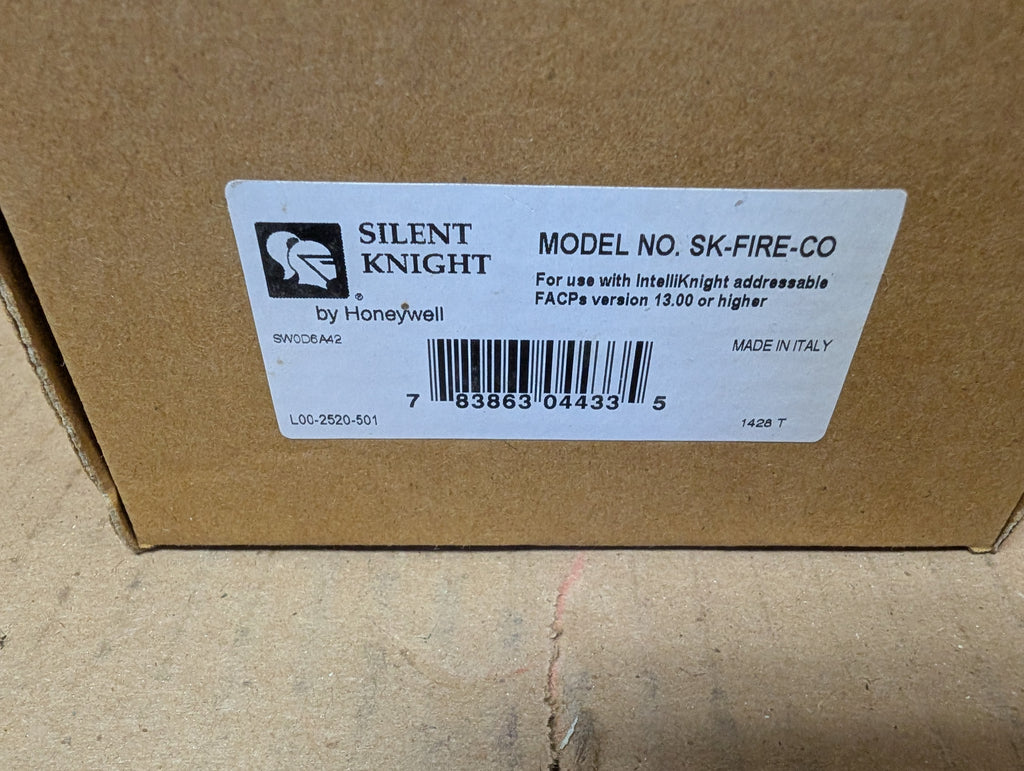 SILENT
KNIGHT
®
by Honeywell
MODEL NO. SK-FIRE-CO
For use with IntelliKnight addressable
FACPs version 13.00 or higher
SW0D6A42
MADE IN ITALY
7 83863 04433 5
L00-2520-501
1428 T